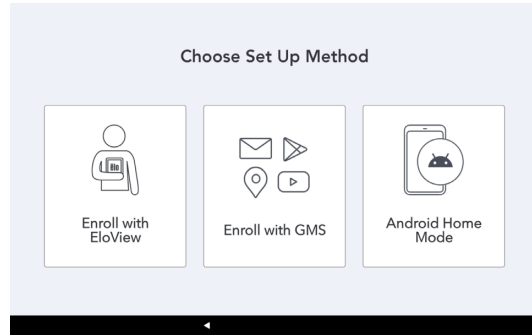 Choose Set Up Method
Elo
Enroll with
EloView
Enroll with GMS
Android Home
Mode